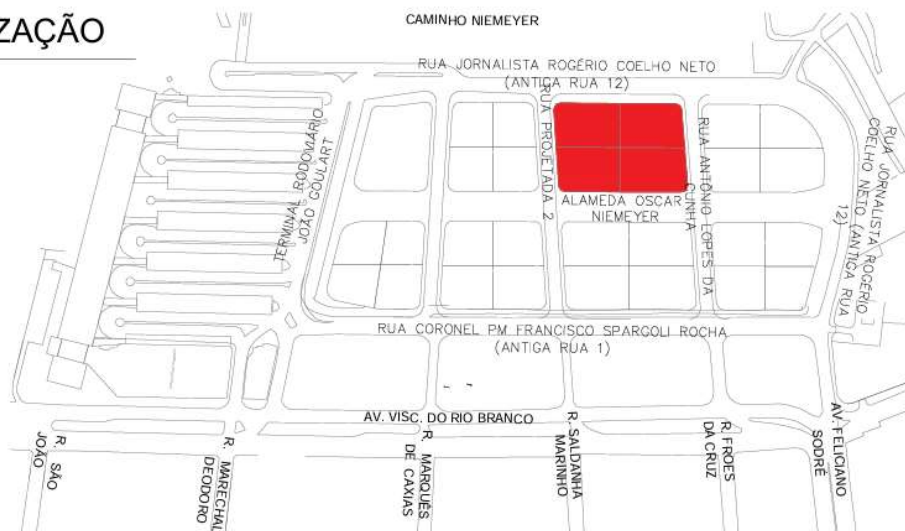 ZAÇÃO
CAMINHO NIEMEYER
RUA JORNALISTA ROGÉRIO COELHO NETO
(ANTIGA RUA 12)
TERMINAL RODOVIÁRIO
JOÃO GOULART
RUA PROJETADA 2
RUA ANTÔNIO LOPES DA
CUNHA
RUA JORNALISTA ROGÉRIO
COELHO NETO (ANTIGA RUA
12)
ALAMEDA OSCAR
NIEMEYER
RUA CORONEL PM FRANCISCO SPARGOLI ROCHA
(ANTIGA RUA 1)
AV. VISC. DO RIO BRANCO
R. SÃO
JOÃO
R. MARECHAL
DEODORO
R. MARQUÊS
DE CAXIAS
R. SALDANHA
MARINHO
R. FROES
DA CRUZ
AV. FELICIANO
SODRÉ